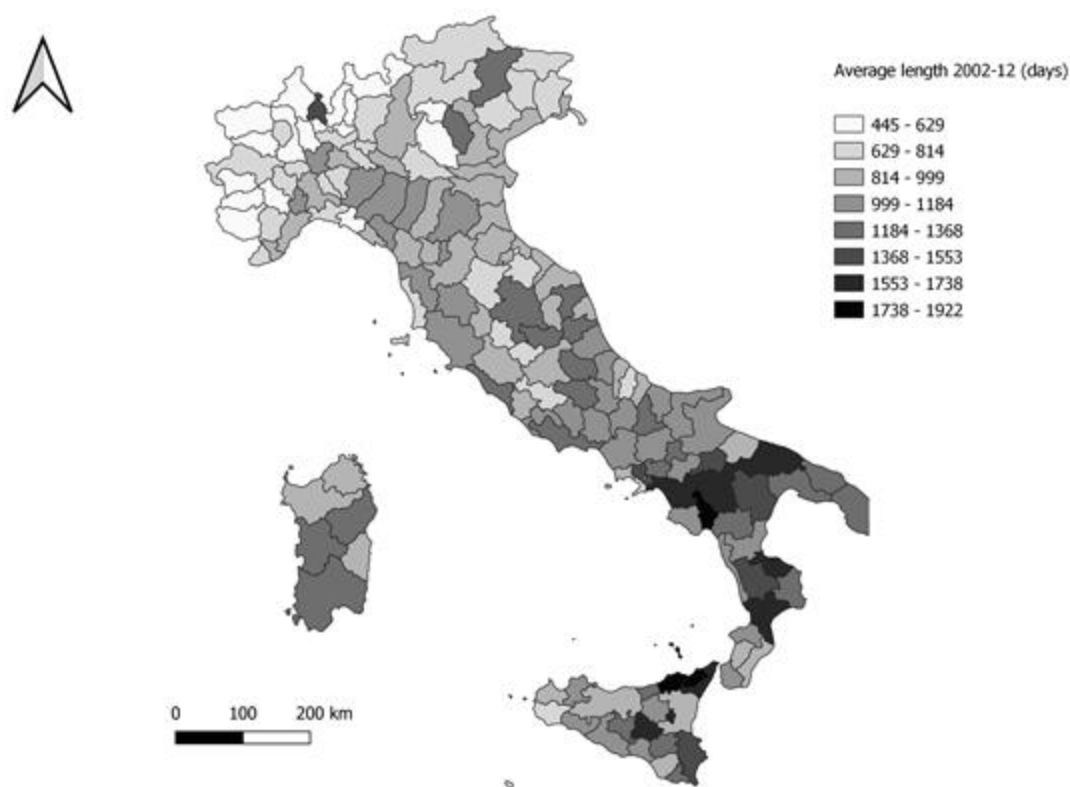 Average length 2002-12 (days)
445 - 629
629 - 814
814 - 999
999 - 1184
1184 - 1368
1368 - 1553
1553 - 1738
1738 - 1922
0 100 200 km